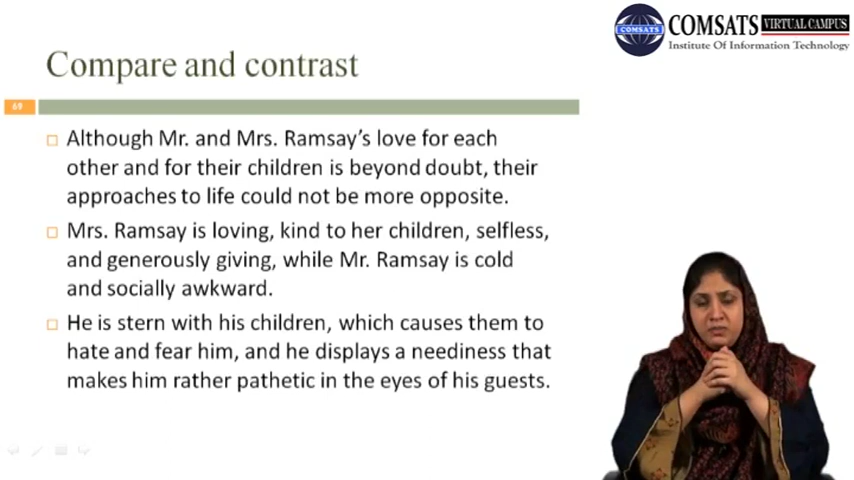 COMSATS VIRTUAL CAMPUS
Institute Of Information Technology
COMSATS
Compare and contrast
69
Although Mr. and Mrs. Ramsay's love for each
other and for their children is beyond doubt, their
approaches to life could not be more opposite.
Mrs. Ramsay is loving, kind to her children, selfless,
and generously giving, while Mr. Ramsay is cold
and socially awkward.
He is stern with his children, which causes them to
hate and fear him, and he displays a neediness that
makes him rather pathetic in the eyes of his guests.